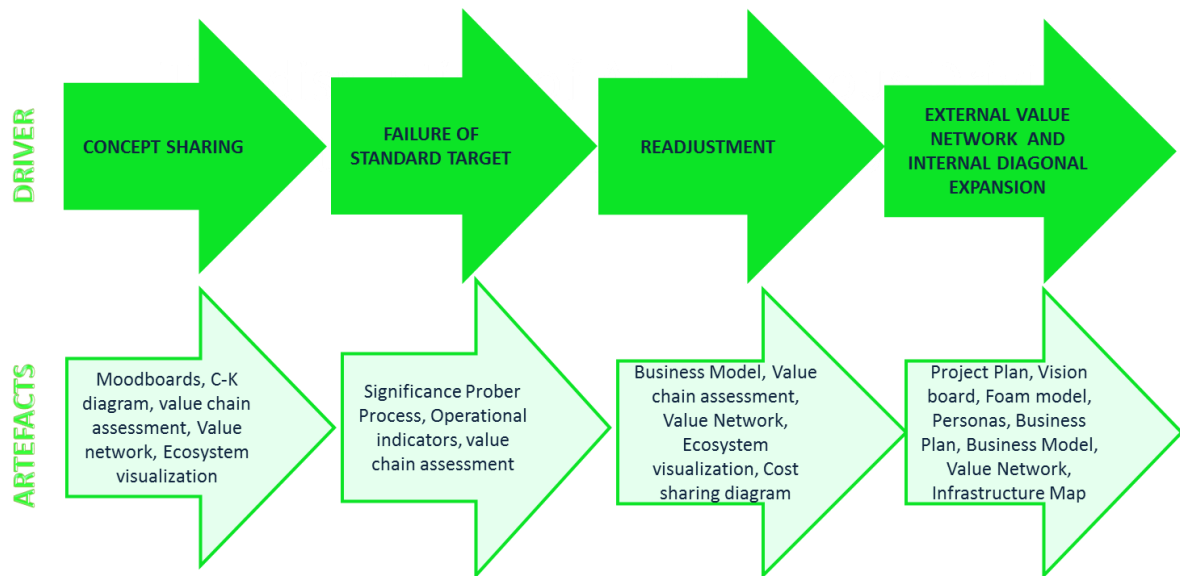 DRIVER
CONCEPT SHARING
FAILURE OF
STANDARD TARGET
READJUSTMENT
EXTERNAL VALUE
NETWORK AND
INTERNAL DIAGONAL
EXPANSION
ARTEFACTS
Moodboards, C-K
diagram, value chain
assessment, Value
network, Ecosystem
visualization
Significance Prober
Process, Operational
indicators, value
chain assessment
Business Model, Value
chain assessment,
Value Network,
Ecosystem
visualization, Cost
sharing diagram
Project Plan, Vision
board, Foam model,
Personas, Business
Plan, Business Model,
Value Network,
Infrastructure Map